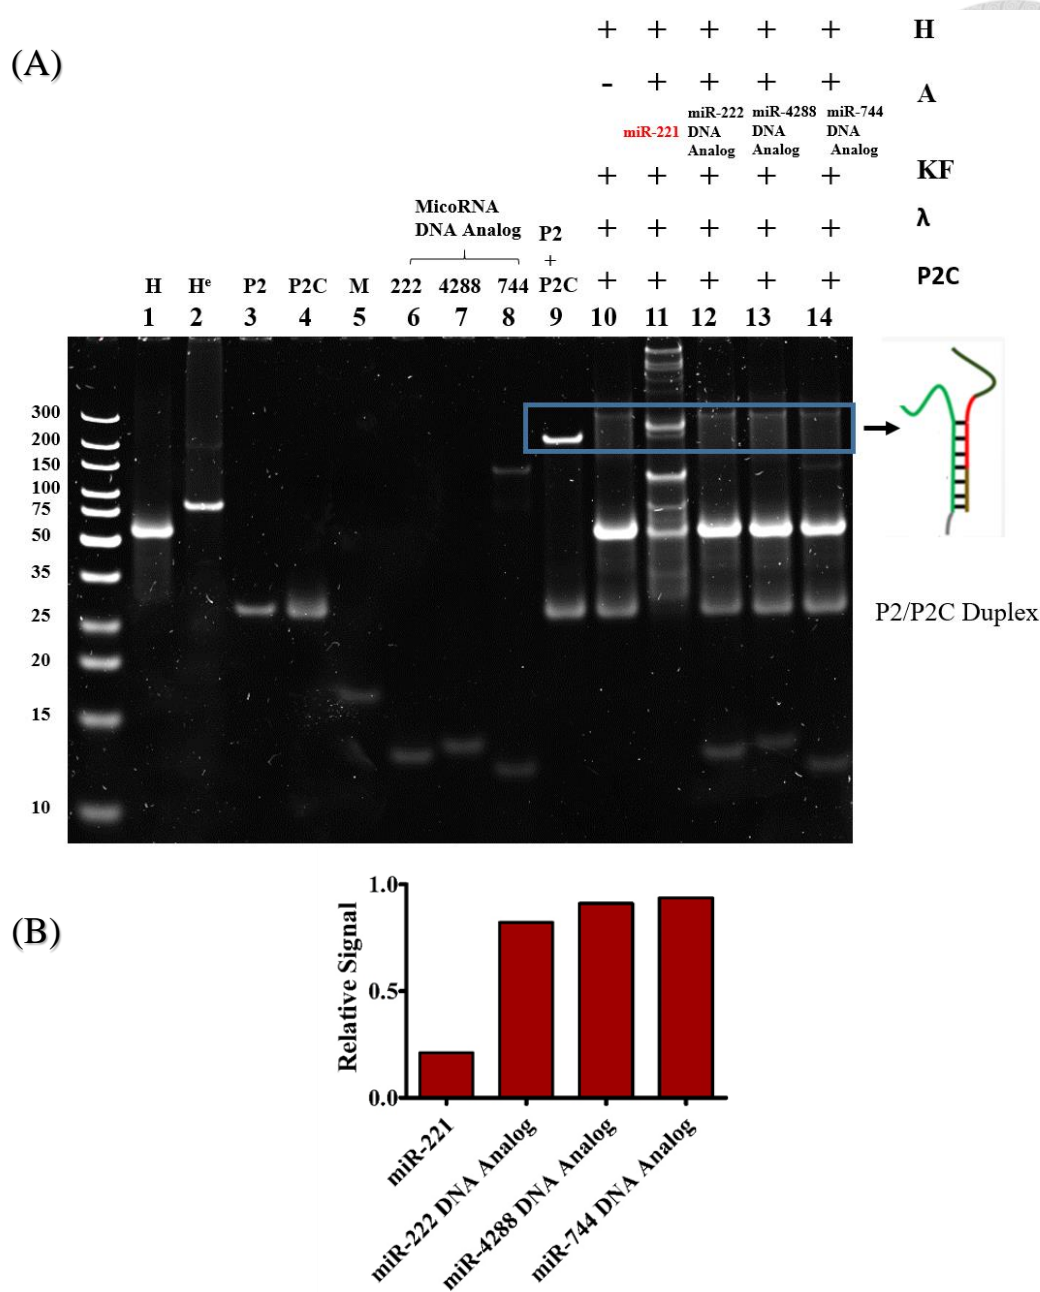 (A)
+ + + + + H
- + + + + A
miR-221
miR-222
DNA
Analog
miR-4288
DNA
Analog
miR-744
DNA
Analog
+ + + + + KF
+ + + + + λ
+ + + + + P2C
MicoRNA
DNA Analog
P2
+
P2C
H He P2 P2C M 222 4288 744
1 2 3 4 5 6 7 8 9 10 11 12 13 14
300
200
150
100
75
50
35
25
20
15
10
P2/P2C Duplex
(B)
Relative Signal
1.0
0.5
0.0
miR-221
miR-222 DNA Analog
miR-4288 DNA Analog
miR-744 DNA Analog